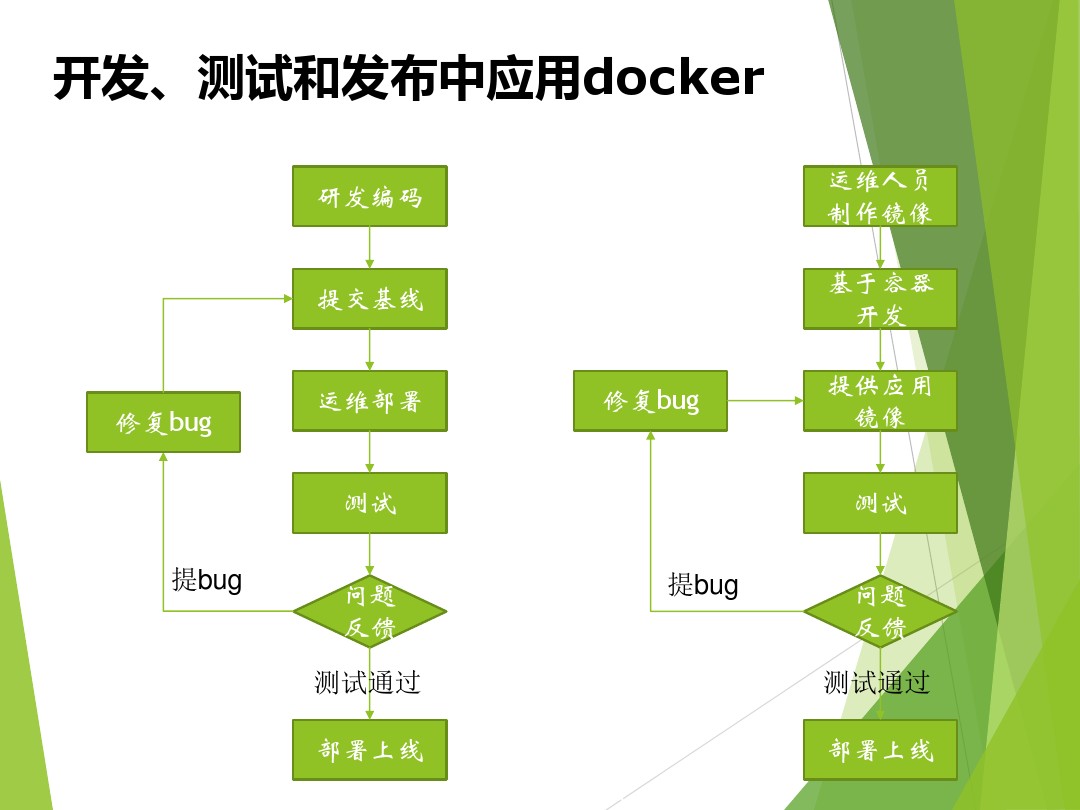 开发、测试和发布中应用docker
研发编码
提交基线
运维部署
修复bug
测试
提bug
问题
反馈
测试通过
部署上线
运维人员
制作镜像
基于容器
开发
修复bug
提供应用
镜像
测试
提bug
问题
反馈
测试通过
部署上线